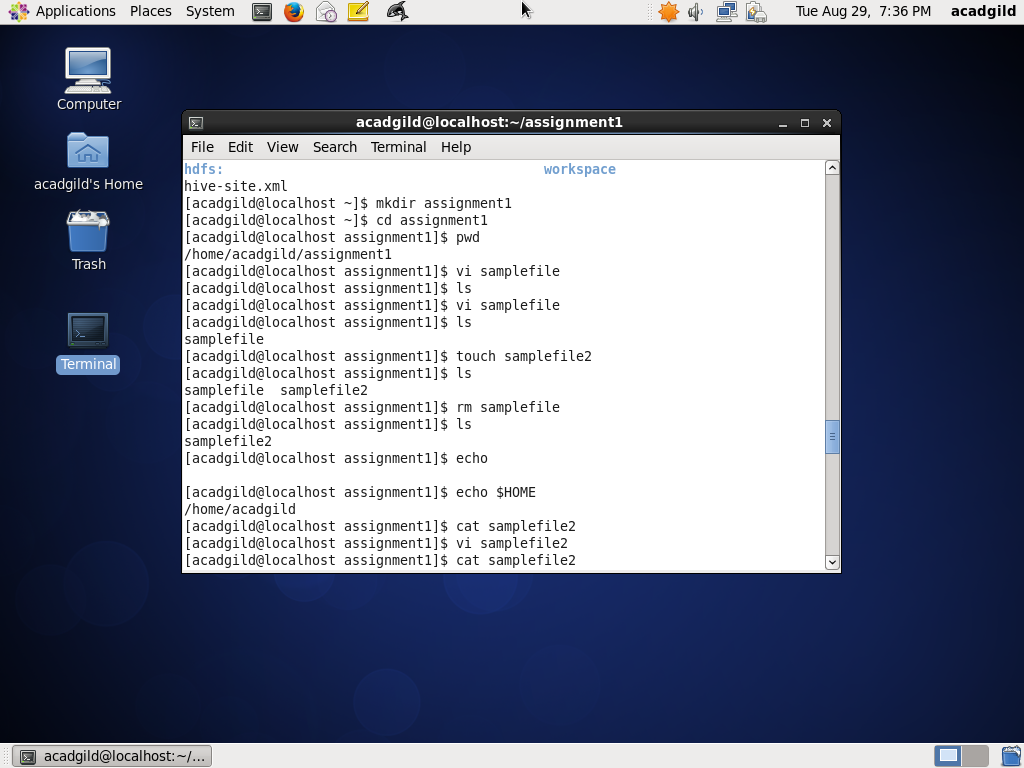 Applications Places System Tue Aug 29, 7:36 PM acadgild
Computer
acadgild's Home
Trash
Terminal
acadgild@localhost:~/assignment1
File Edit View Search Terminal Help
hdfs: workspace
hive-site.xml
[acadgild@localhost ~]$ mkdir assignment1
[acadgild@localhost ~]$ cd assignment1
[acadgild@localhost assignment1]$ pwd
/home/acadgild/assignment1
[acadgild@localhost assignment1]$ vi samplefile
[acadgild@localhost assignment1]$ ls
[acadgild@localhost assignment1]$ vi samplefile
[acadgild@localhost assignment1]$ ls
samplefile
[acadgild@localhost assignment1]$ touch samplefile2
[acadgild@localhost assignment1]$ ls
samplefile  samplefile2
[acadgild@localhost assignment1]$ rm samplefile
[acadgild@localhost assignment1]$ ls
samplefile2
[acadgild@localhost assignment1]$ echo
[acadgild@localhost assignment1]$ echo $HOME
/home/acadgild
[acadgild@localhost assignment1]$ cat samplefile2
[acadgild@localhost assignment1]$ vi samplefile2
[acadgild@localhost assignment1]$ cat samplefile2
acadgild@localhost:~/...